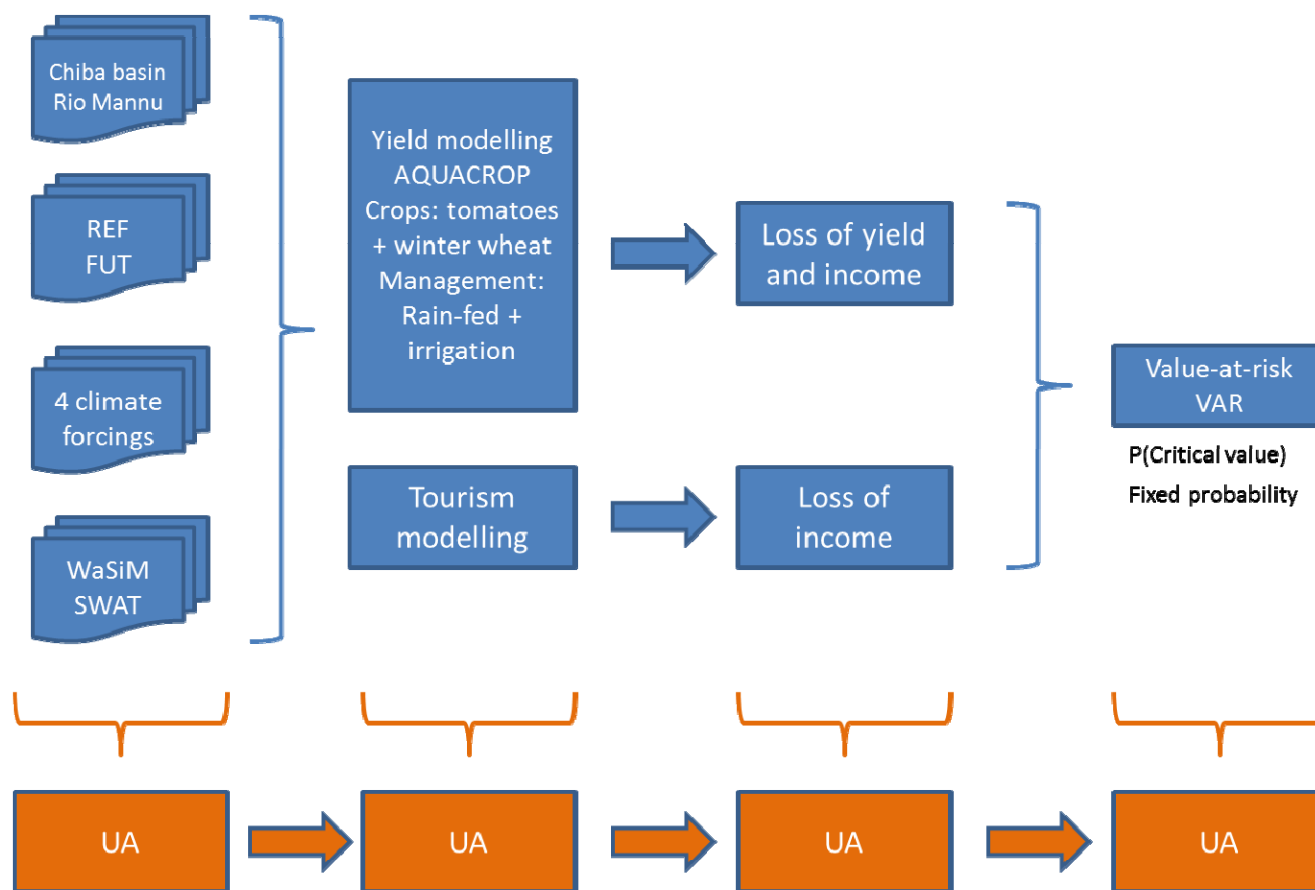 Chiba basin
Rio Mannu
REF
FUT
4 climate
forcings
WaSiM
SWAT
Yield modelling
AQUACROP
Crops: tomatoes
+ winter wheat
Management:
Rain-fed +
irrigation
Tourism
modelling
Loss of yield
and income
Loss of
income
Value-at-risk
VAR
P(Critical value)
Fixed probability
UA
UA
UA
UA